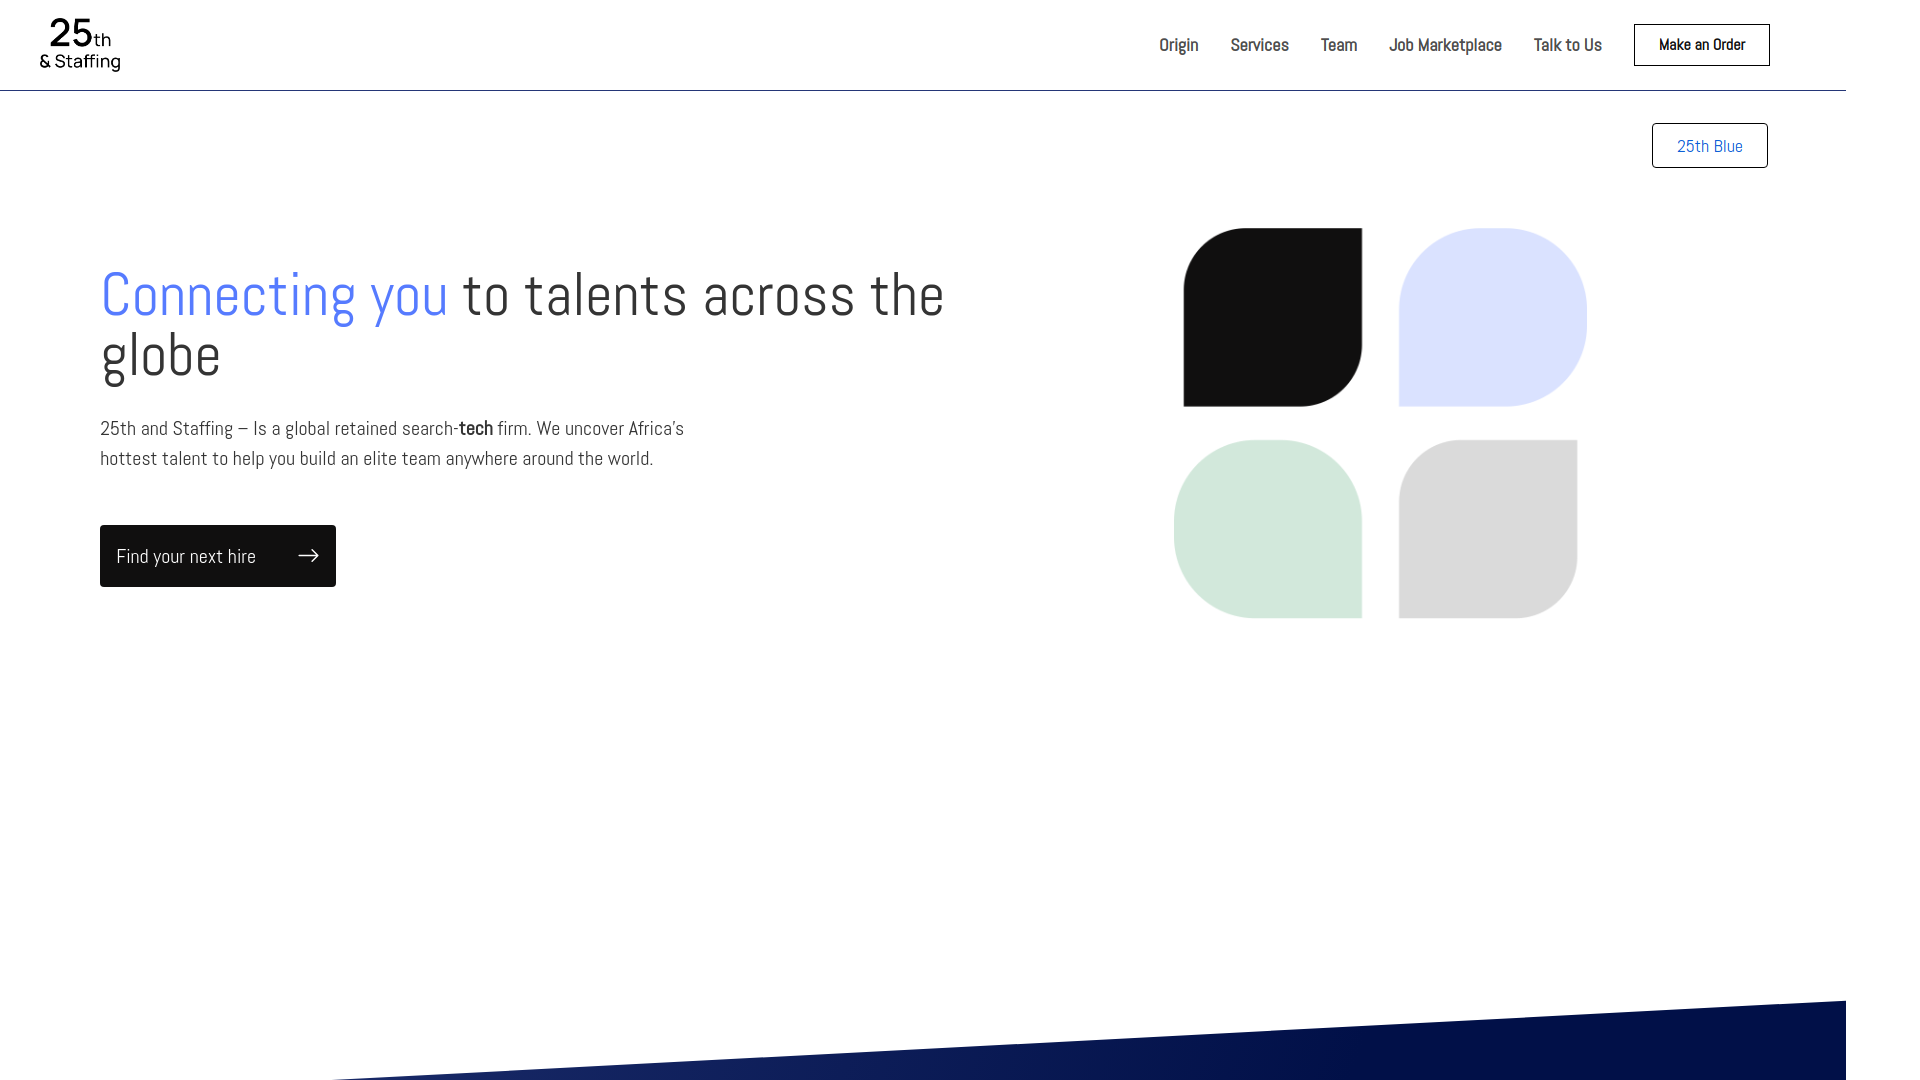 25th
& Staffing
Origin
Services
Team
Job Marketplace
Talk to Us
Make an Order
25th Blue
Connecting you to talents across the
globe
25th and Staffing – Is a global retained search-tech firm. We uncover Africa's
hottest talent to help you build an elite team anywhere around the world.
Find your next hire